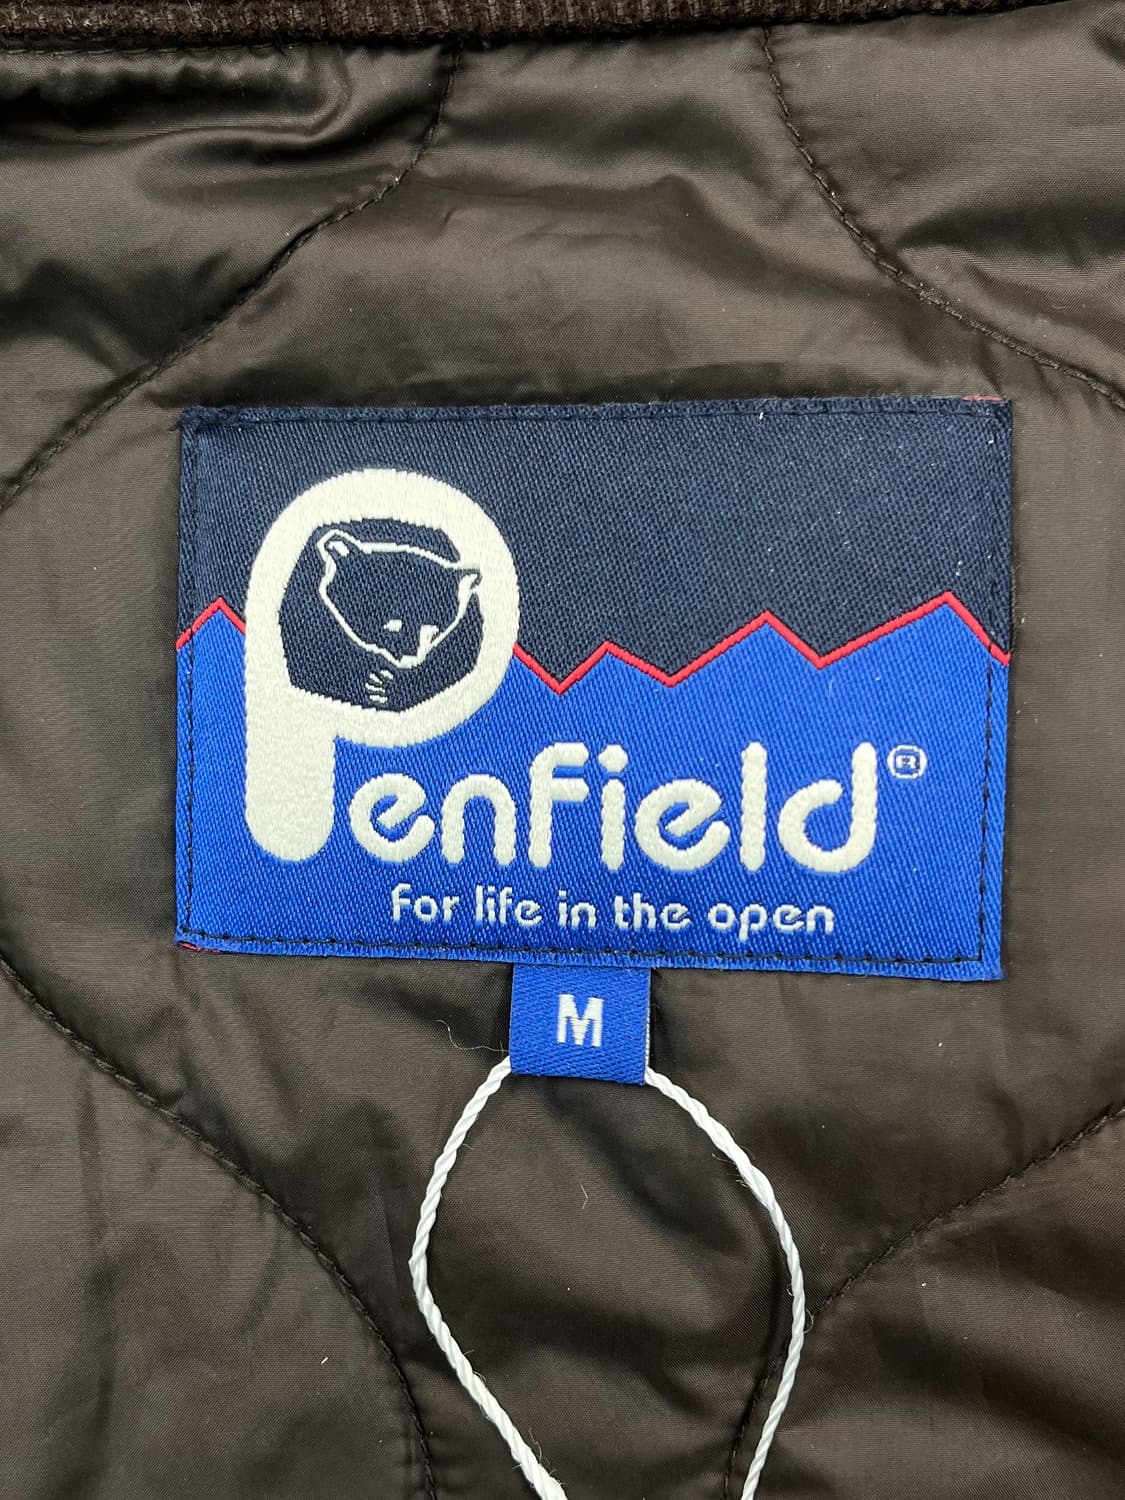 Penfield®
for life in the open
M